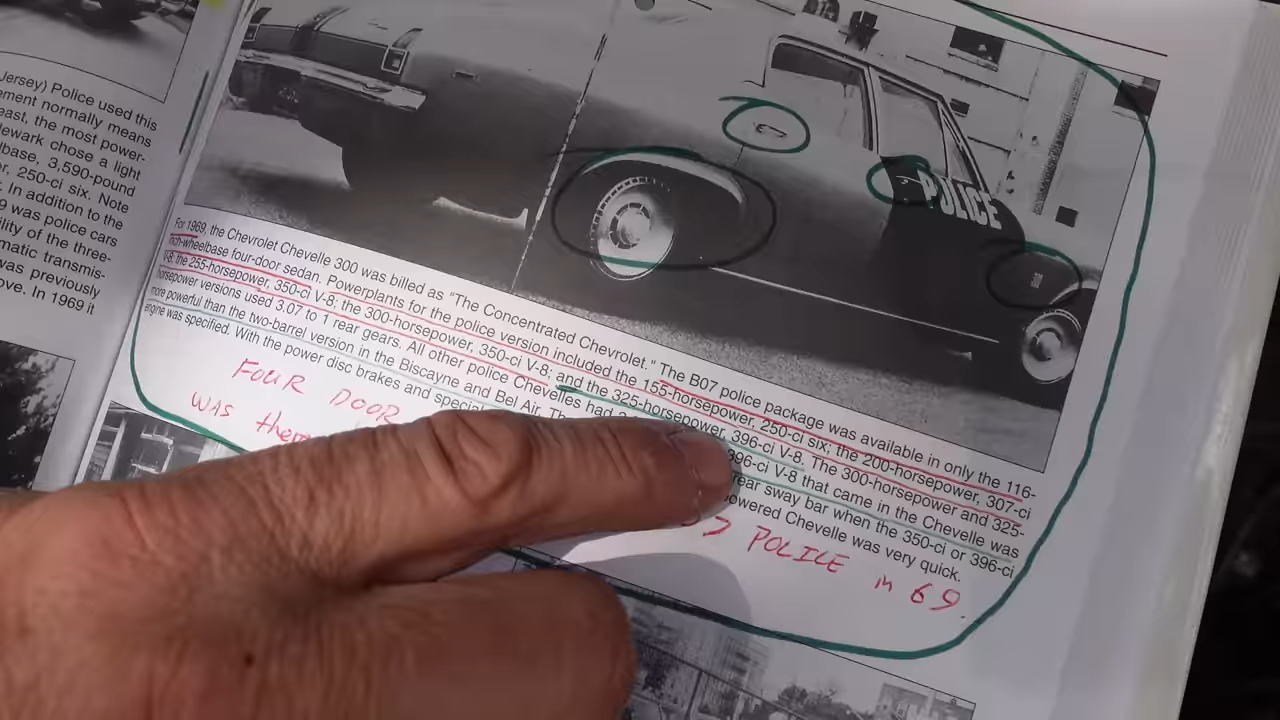 Jersey) Police used this
ement normally means
east, the most power-
lewark chose a light
lbase, 3,590-pound
r, 250-ci six. Note
. In addition to the
9 was police cars
ility of the three-
matic transmis-
was previously
ove. In 1969 it
POLICE
For 1969, the Chevrolet Chevelle 300 was billed as "The Concentrated Chevrolet." The B07 police package was available in only the 116-
inch-wheelbase four-door sedan. Powerplants for the police version included the 155-horsepower, 250-ci six; the 200-horsepower, 307-ci
V-8; the 255-horsepower, 350-ci V-8; the 300-horsepower, 350-ci V-8; and the 325-horsepower, 396-ci V-8. The 300-horsepower and 325-
horsepower versions used 3.07 to 1 rear gears. All other police Chevelles had 396-ci V-8 that came in the Chevelle was
more powerful than the two-barrel version in the Biscayne and Bel Air. rear sway bar when the 350-ci or 396-ci
engine was specified. With the power disc brakes and special powered Chevelle was very quick.
FOUR DOOR
WAS POLICE in 69.